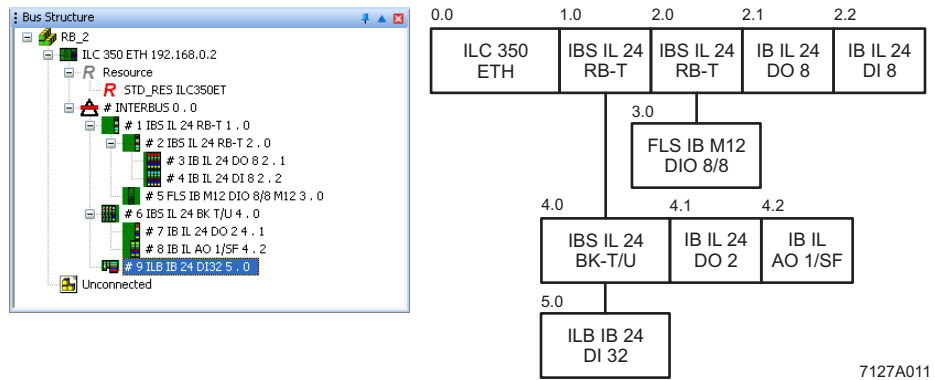 Bus Structure
RB_2
ILC 350 ETH 192.168.0.2
Resource
STD_RES ILC350ET
# INTERBUS 0 . 0
# 1 IBS IL 24 RB-T 1 . 0
# 2 IBS IL 24 RB-T 2 . 0
# 3 IB IL 24 DO 8 2 . 1
# 4 IB IL 24 DI 8 2 . 2
# 5 FLS IB M12 DIO 8/8 M12 3 . 0
# 6 IBS IL 24 BK T/U 4 . 0
# 7 IB IL 24 DO 2 4 . 1
# 8 IB IL AO 1/SF 4 . 2
# 9 ILB IB 24 DI32 5 . 0
Unconnected
0.0 1.0 2.0 2.1 2.2
ILC 350 IBS IL 24 IBS IL 24 IB IL 24 IB IL 24
ETH RB-T RB-T DO 8 DI 8
3.0
FLS IB M12
DIO 8/8
4.0 4.1 4.2
IBS IL 24 IB IL 24 IB IL
BK-T/U DO 2 AO 1/SF
5.0
ILB IB 24
DI 32
7127A011